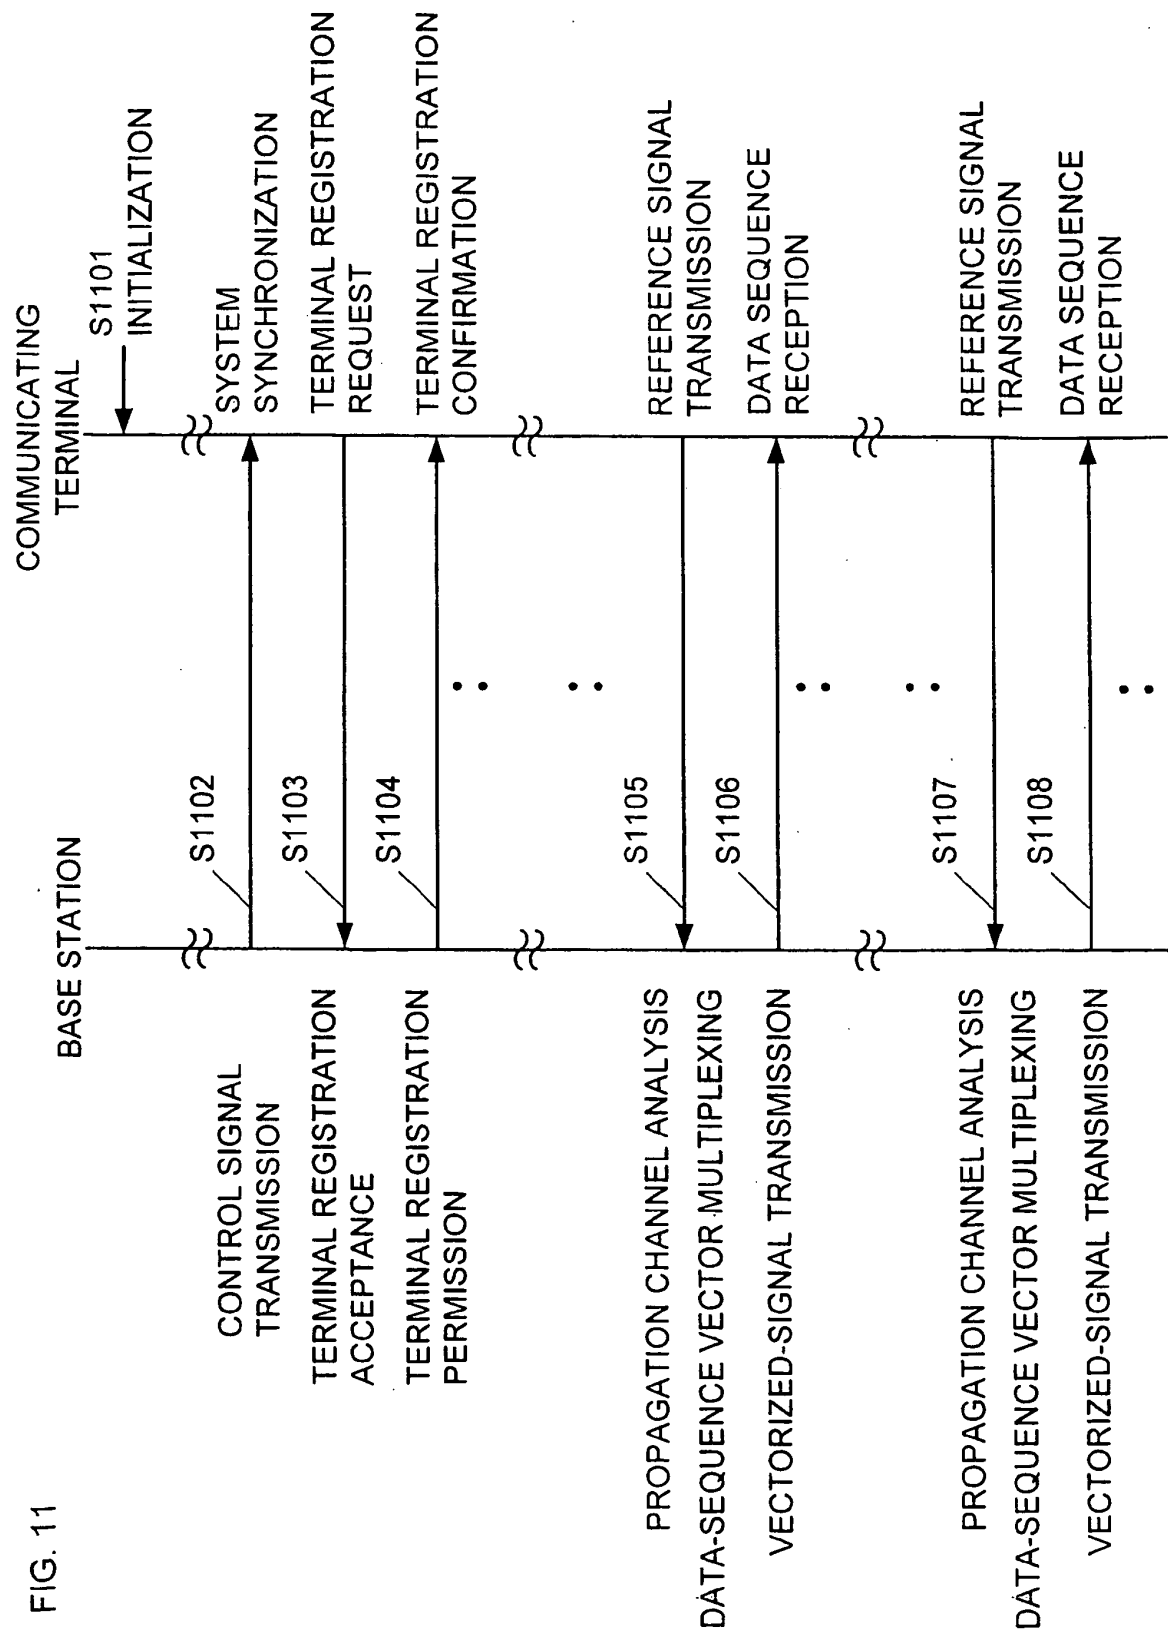 FIG. 11
BASE STATION
COMMUNICATING
TERMINAL
S1101
INITIALIZATION
CONTROL SIGNAL
TRANSMISSION
S1102
SYSTEM
SYNCHRONIZATION
TERMINAL REGISTRATION
ACCEPTANCE
S1103
TERMINAL REGISTRATION
REQUEST
TERMINAL REGISTRATION
PERMISSION
S1104
TERMINAL REGISTRATION
CONFIRMATION
PROPAGATION CHANNEL ANALYSIS
DATA-SEQUENCE VECTOR MULTIPLEXING
S1105
REFERENCE SIGNAL
TRANSMISSION
VECTORIZED-SIGNAL TRANSMISSION
S1106
DATA SEQUENCE
RECEPTION
PROPAGATION CHANNEL ANALYSIS
DATA-SEQUENCE VECTOR MULTIPLEXING
S1107
REFERENCE SIGNAL
TRANSMISSION
VECTORIZED-SIGNAL TRANSMISSION
S1108
DATA SEQUENCE
RECEPTION